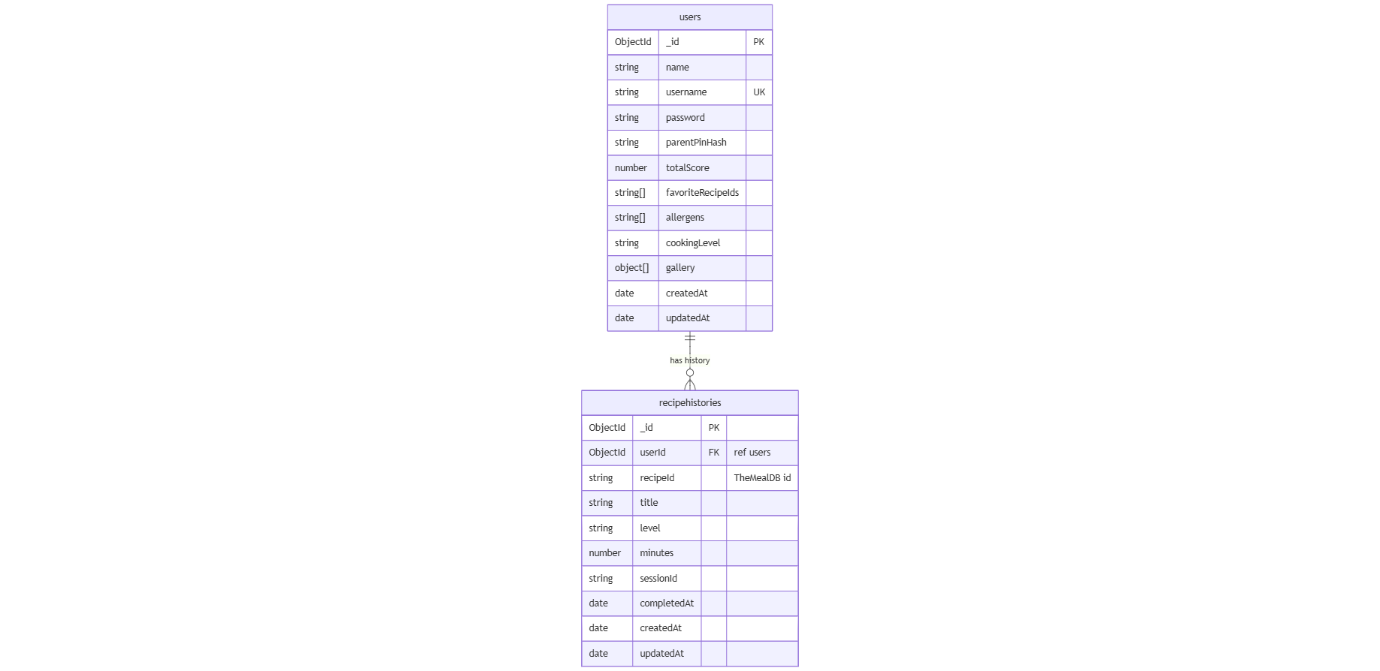 users
ObjectId _id PK
string name
string username UK
string password
string parentPinHash
number totalScore
string[] favoriteRecipeIds
string[] allergens
string cookingLevel
object[] gallery
date createdAt
date updatedAt
has history
recipehistories
ObjectId _id PK
ObjectId userId FK ref users
string recipeId TheMealDB id
string title
string level
number minutes
string sessionId
date completedAt
date createdAt
date updatedAt